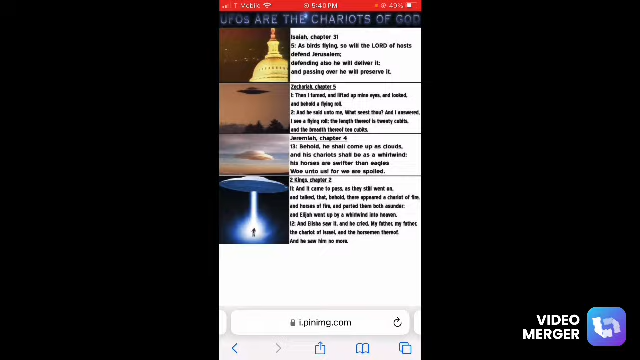 T-Mobile 5:40 PM 49%
UFOs ARE THE CHARIOTS OF GOD
Isaiah, chapter 31
5: As birds flying, so will the LORD of hosts
defend Jerusalem;
defending also he will deliver it;
and passing over he will preserve it.
Zechariah, chapter 5
1: Then I turned, and lifted up mine eyes, and looked,
and behold a flying roll.
2: And he said unto me, What seest thou? And I answered,
I see a flying roll; the length thereof is twenty cubits,
and the breadth thereof ten cubits.
Jeremiah, chapter 4
13: Behold, he shall come up as clouds,
and his chariots shall be as a whirlwind:
his horses are swifter than eagles
Woe unto us! for we are spoiled.
2 Kings, chapter 2
11: And it came to pass, as they still went on,
and talked, that, behold, there appeared a chariot of fire,
and horses of fire, and parted them both asunder;
and Elijah went up by a whirlwind into heaven.
12: And Elisha saw it, and he cried, My father, my father,
the chariot of Israel, and the horsemen thereof.
And he saw him no more.
i.pinimg.com
VIDEO
MERGER